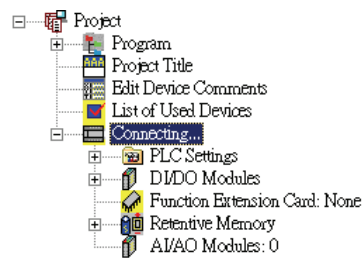 Project
Program
Project Title
Edit Device Comments
List of Used Devices
Connecting...
PLC Settings
DI/DO Modules
Function Extension Card: None
Retentive Memory
AI/AO Modules: 0